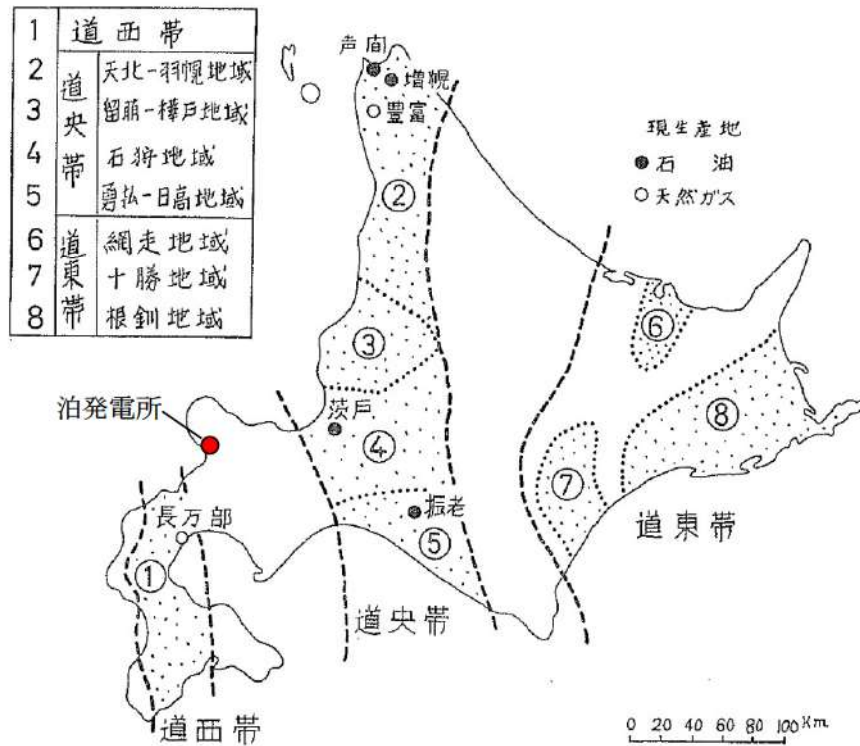 1 道西帯
道央帯
2 天北-羽幌地域
3 留萌-樺戸地域
4 石狩地域
5 勇払-日高地域
道東帯
6 網走地域
7 十勝地域
8 根釧地域
声問
増幌
豊富
現生産地
石油
天然ガス
②
③
⑥
泊発電所
茨戸
④
⑧
⑦
長万部
振老
⑤
道東帯
①
道央帯
道西帯
0 20 40 60 80 100Km